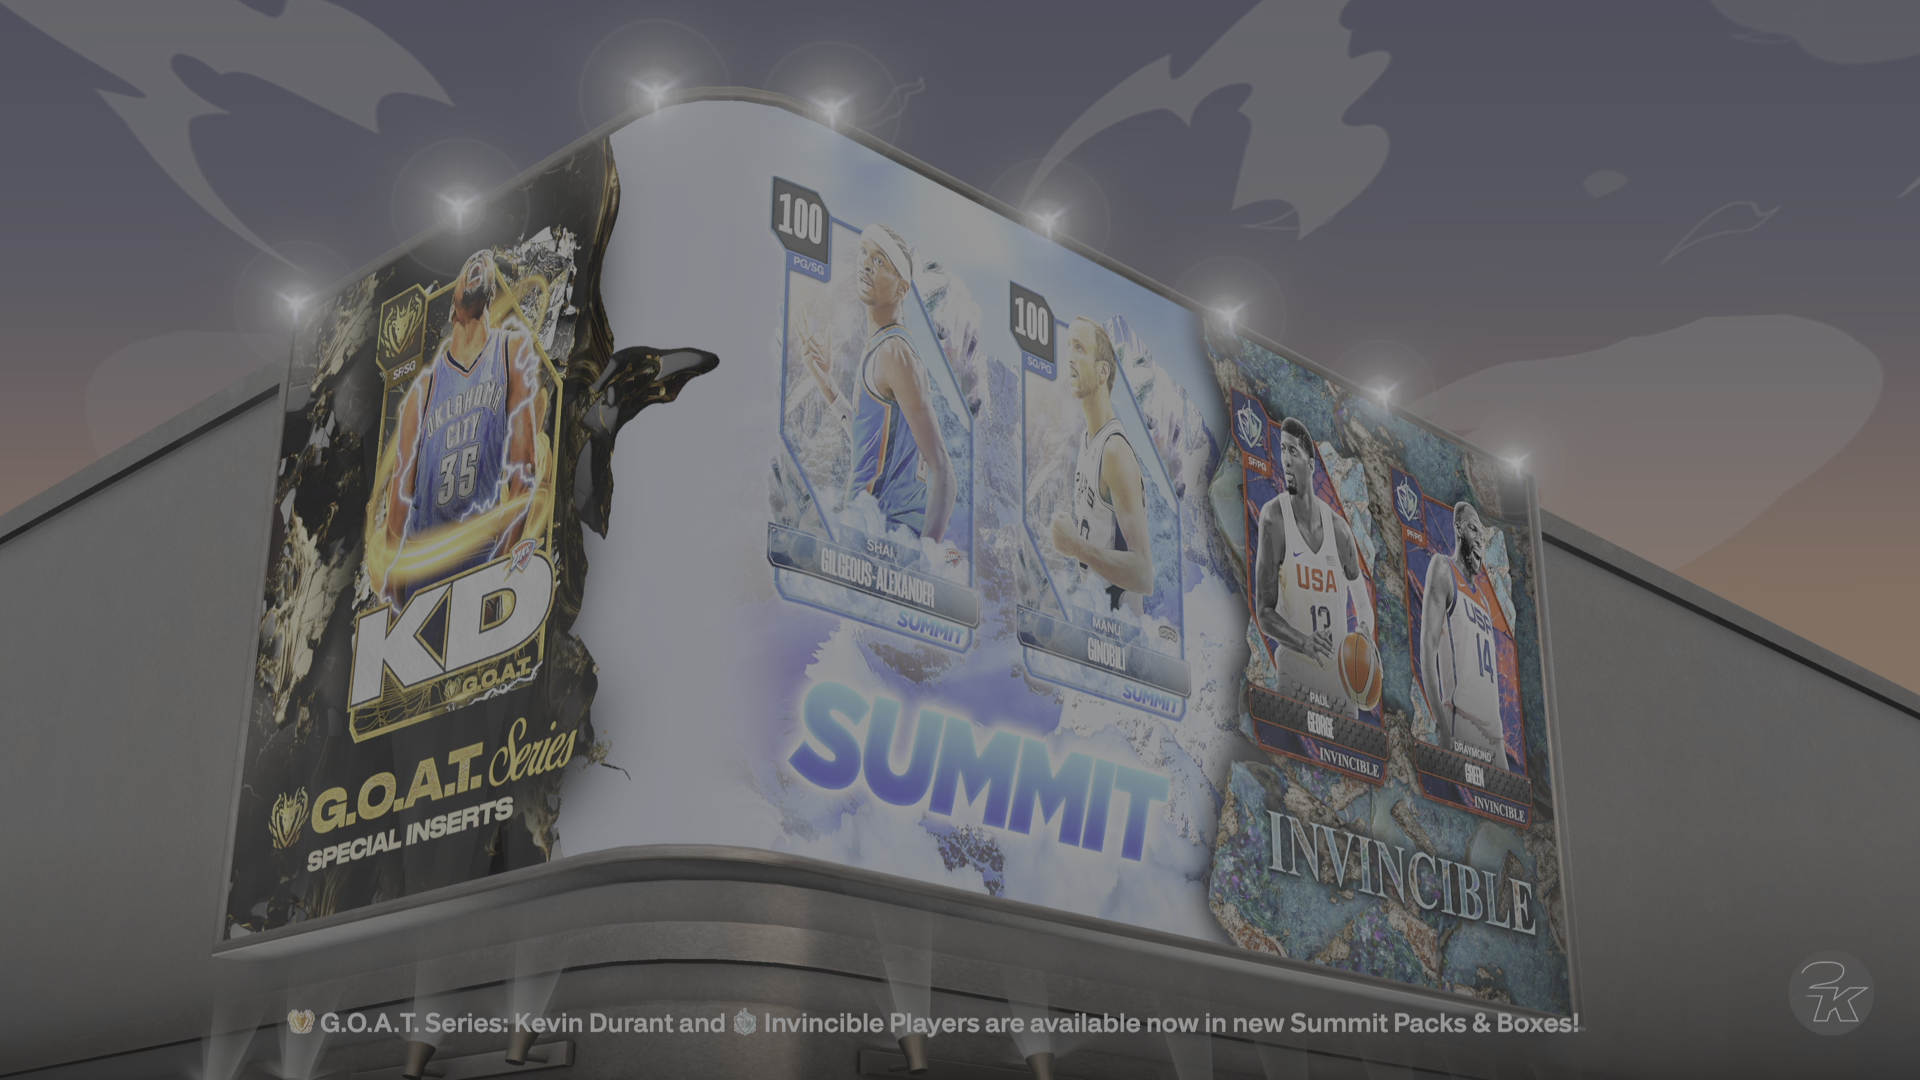 SF/SG
OKLAHOMA
CITY
35
KD
G.O.A.T.
G.O.A.T. Series
SPECIAL INSERTS
100
PG/SG
SHAI
GILGEOUS-ALEXANDER
SUMMIT
100
SG/PG
MANU
GINOBILI
SUMMIT
SUMMIT
SF/PG
USA
13
PAUL
GEORGE
INVINCIBLE
PF/PG
USA
14
DRAYMOND
GREEN
INVINCIBLE
INVINCIBLE
G.O.A.T. Series: Kevin Durant and Invincible Players are available now in new Summit Packs & Boxes!
2K